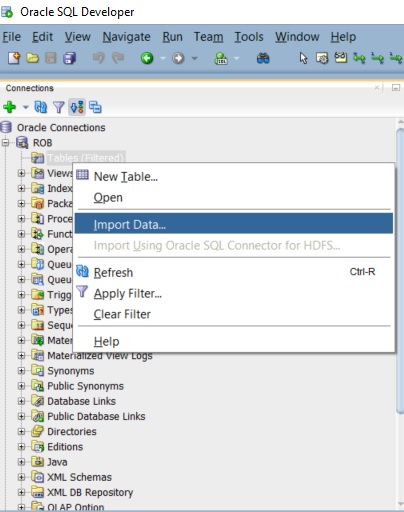 Oracle SQL Developer
File Edit View Navigate Run Team Tools Window Help
Connections
Oracle Connections
ROB
Tables (Filtered)
Views
New Table...
Index
Open
Packa
Proce
Import Data...
Funct
Opera
Import Using Oracle SQL Connector for HDFS...
Queu
Refresh Ctrl-R
Queu
Trigg
Apply Filter...
Types
Clear Filter
Sequ
Mater
Help
Materialized View Logs
Synonyms
Public Synonyms
Database Links
Public Database Links
Directories
Editions
Java
XML Schemas
XML DB Repository
OLAP Option